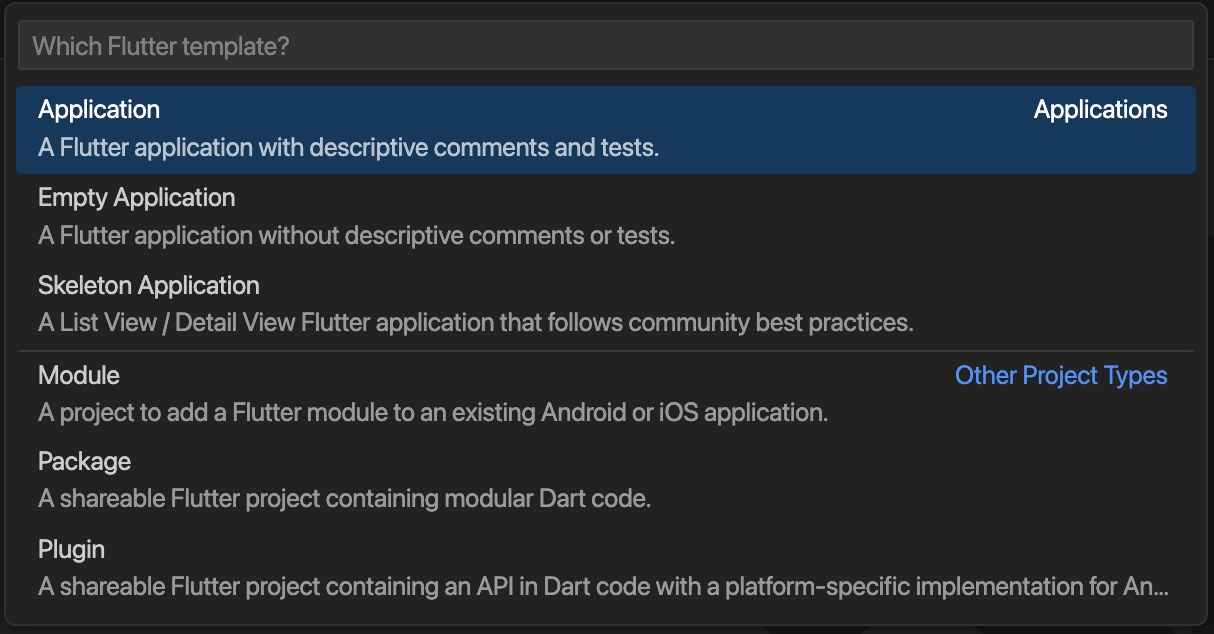 Which Flutter template?
Application Applications
A Flutter application with descriptive comments and tests.
Empty Application
A Flutter application without descriptive comments or tests.
Skeleton Application
A List View / Detail View Flutter application that follows community best practices.
Module Other Project Types
A project to add a Flutter module to an existing Android or iOS application.
Package
A shareable Flutter project containing modular Dart code.
Plugin
A shareable Flutter project containing an API in Dart code with a platform-specific implementation for An...